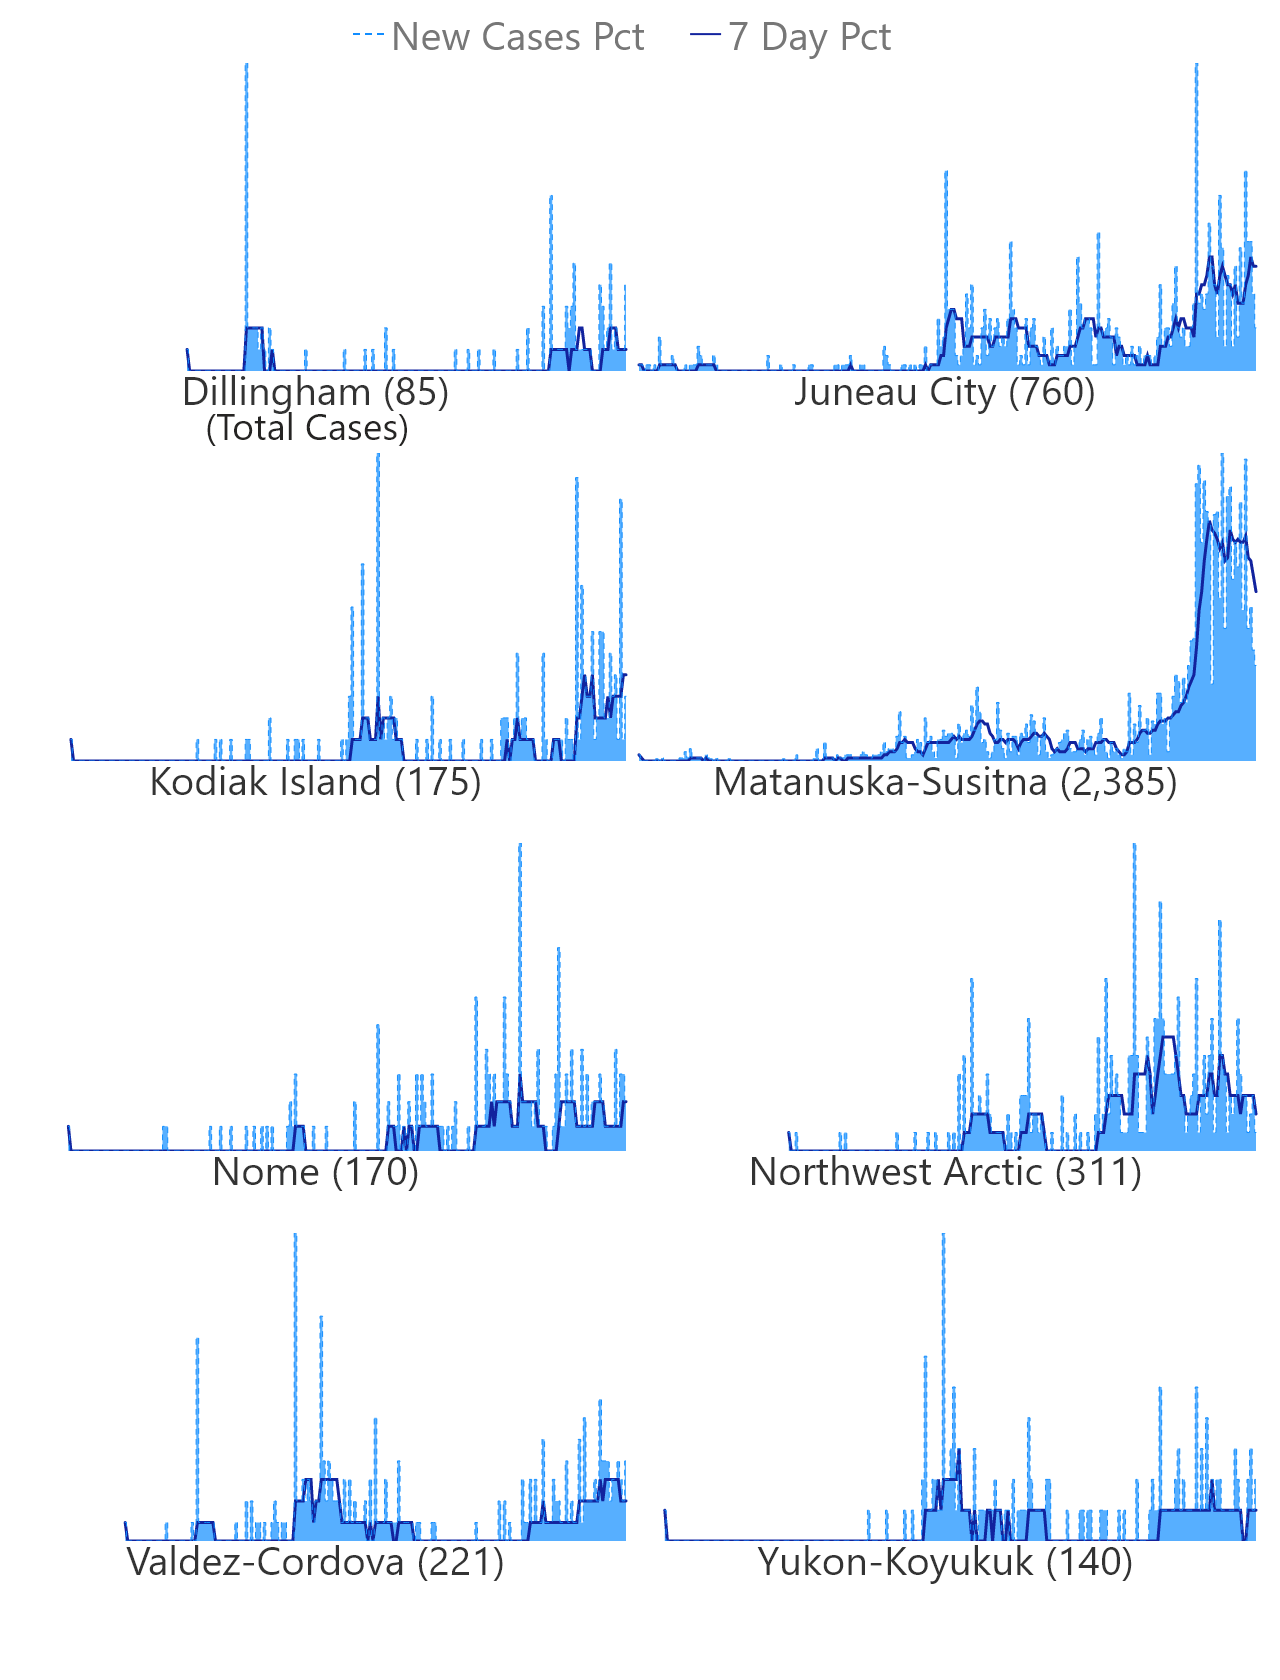 New Cases Pct 7 Day Pct
Dillingham (85) Juneau City (760)
(Total Cases)
Kodiak Island (175) Matanuska-Susitna (2,385)
Nome (170) Northwest Arctic (311)
Valdez-Cordova (221) Yukon-Koyukuk (140)